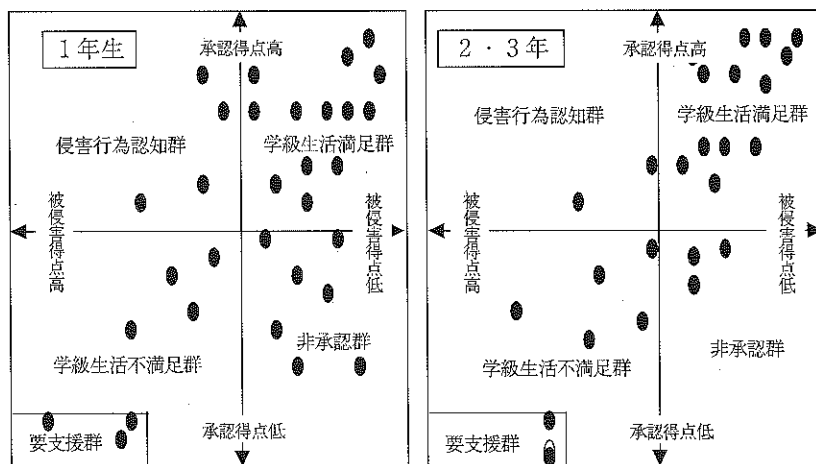 1年生
承認得点高
侵害行為認知群
学級生活満足群
被侵害得点高
被侵害得点低
学級生活不満足群
非承認群
要支援群
承認得点低
2・3年
承認得点高
侵害行為認知群
学級生活満足群
被侵害得点高
被侵害得点低
学級生活不満足群
非承認群
要支援群
承認得点低